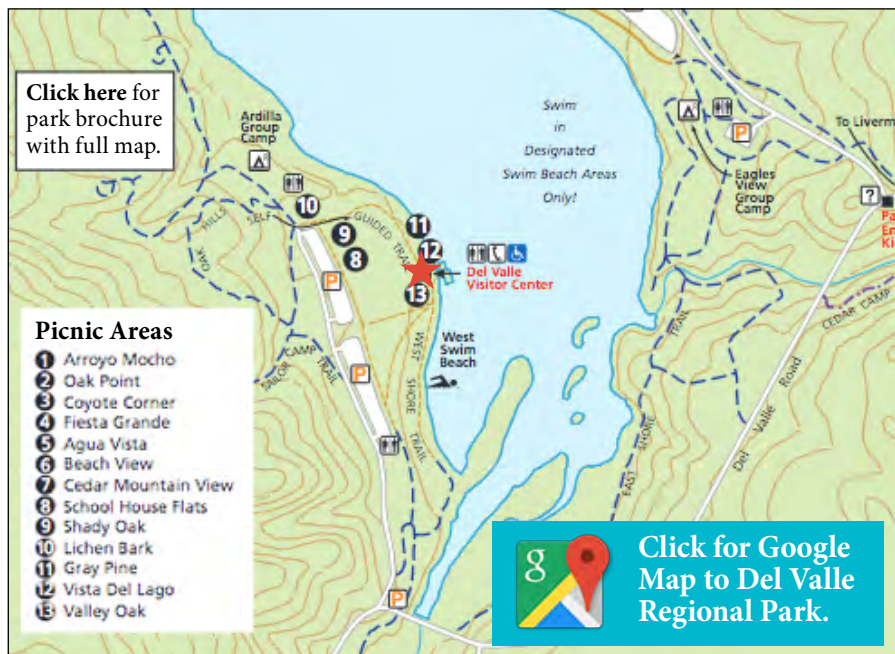 Click here for
park brochure
with full map.
Ardilla
Group
Camp
Swim
in
Designated
Swim Beach Areas
Only!
To Liverm
Eagles
View
Group
Camp
?
Pa
En
Ki
P
OAK HILLS SELF GUIDED TRAIL
10
9
8
11
12
13
Del Valle
Visitor Center
P
P
P
West
Swim
Beach
WEST SHORE TRAIL
SAILOR CAMP TRAIL
EAST SHORE TRAIL
Del Valle Road
CEDAR CAMP
Picnic Areas
1 Arroyo Mocho
2 Oak Point
3 Coyote Corner
4 Fiesta Grande
5 Agua Vista
6 Beach View
7 Cedar Mountain View
8 School House Flats
9 Shady Oak
10 Lichen Bark
11 Gray Pine
12 Vista Del Lago
13 Valley Oak
g
Click for Google
Map to Del Valle
Regional Park.